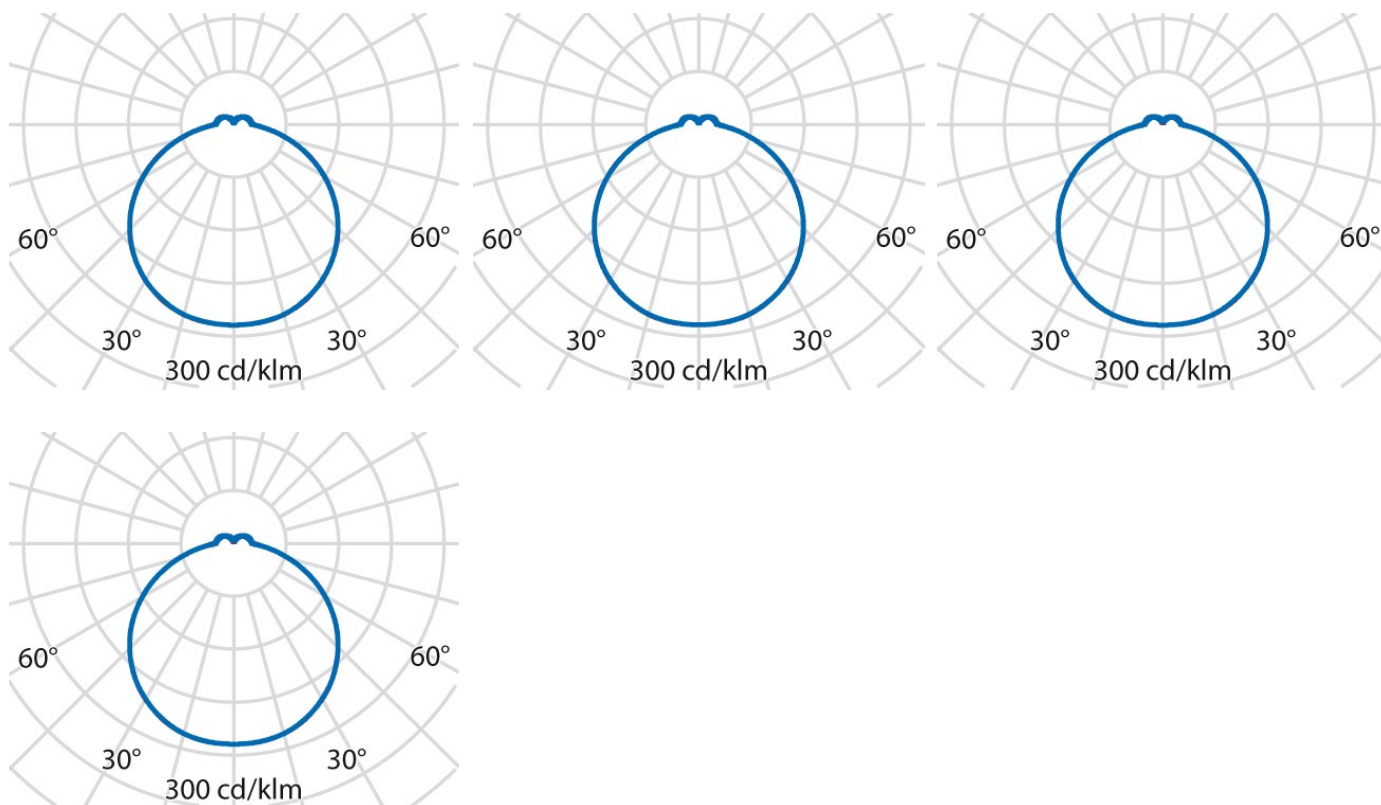 60° 60° 60° 60° 60° 60°
30° 30° 30° 30° 30° 30°
300 cd/klm 300 cd/klm 300 cd/klm
60° 60°
30° 30°
300 cd/klm